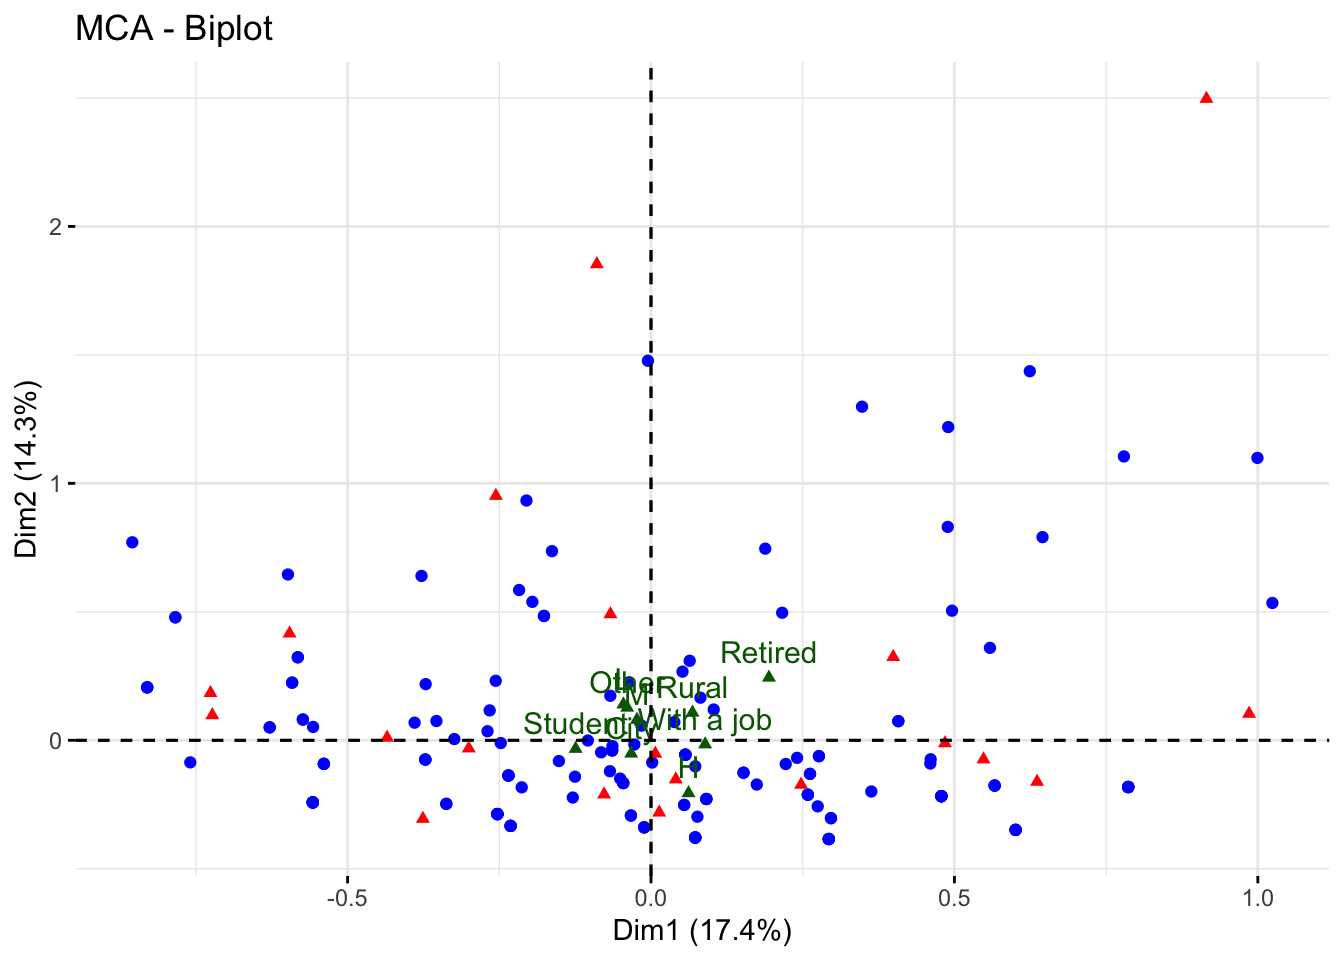 MCA - Biplot
Dim2 (14.3%)
2
1
0
Retired
Other
L
M
Rural
Student
City
With a job
H
-0.5
0.0
0.5
1.0
Dim1 (17.4%)